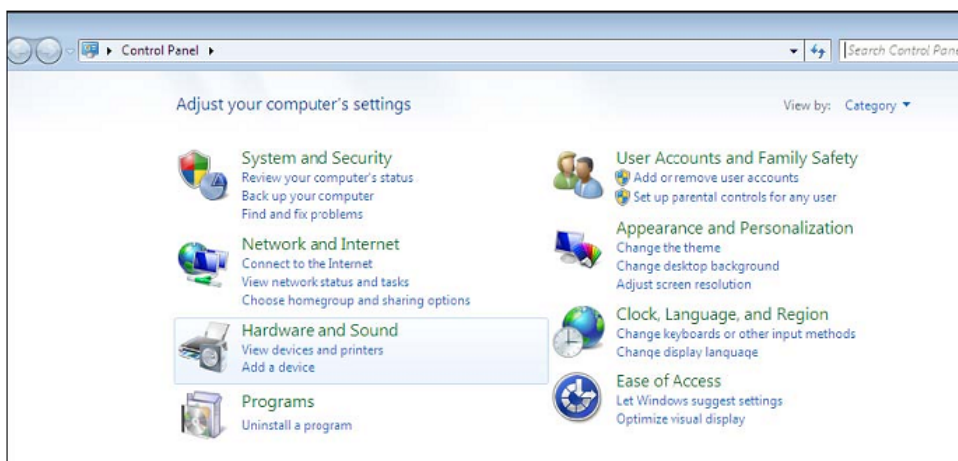 Control Panel
Search Control Pane
Adjust your computer's settings
View by: Category
System and Security
Review your computer's status
Back up your computer
Find and fix problems
Network and Internet
Connect to the Internet
View network status and tasks
Choose homegroup and sharing options
Hardware and Sound
View devices and printers
Add a device
Programs
Uninstall a program
User Accounts and Family Safety
Add or remove user accounts
Set up parental controls for any user
Appearance and Personalization
Change the theme
Change desktop background
Adjust screen resolution
Clock, Language, and Region
Change keyboards or other input methods
Change display language
Ease of Access
Let Windows suggest settings
Optimize visual display